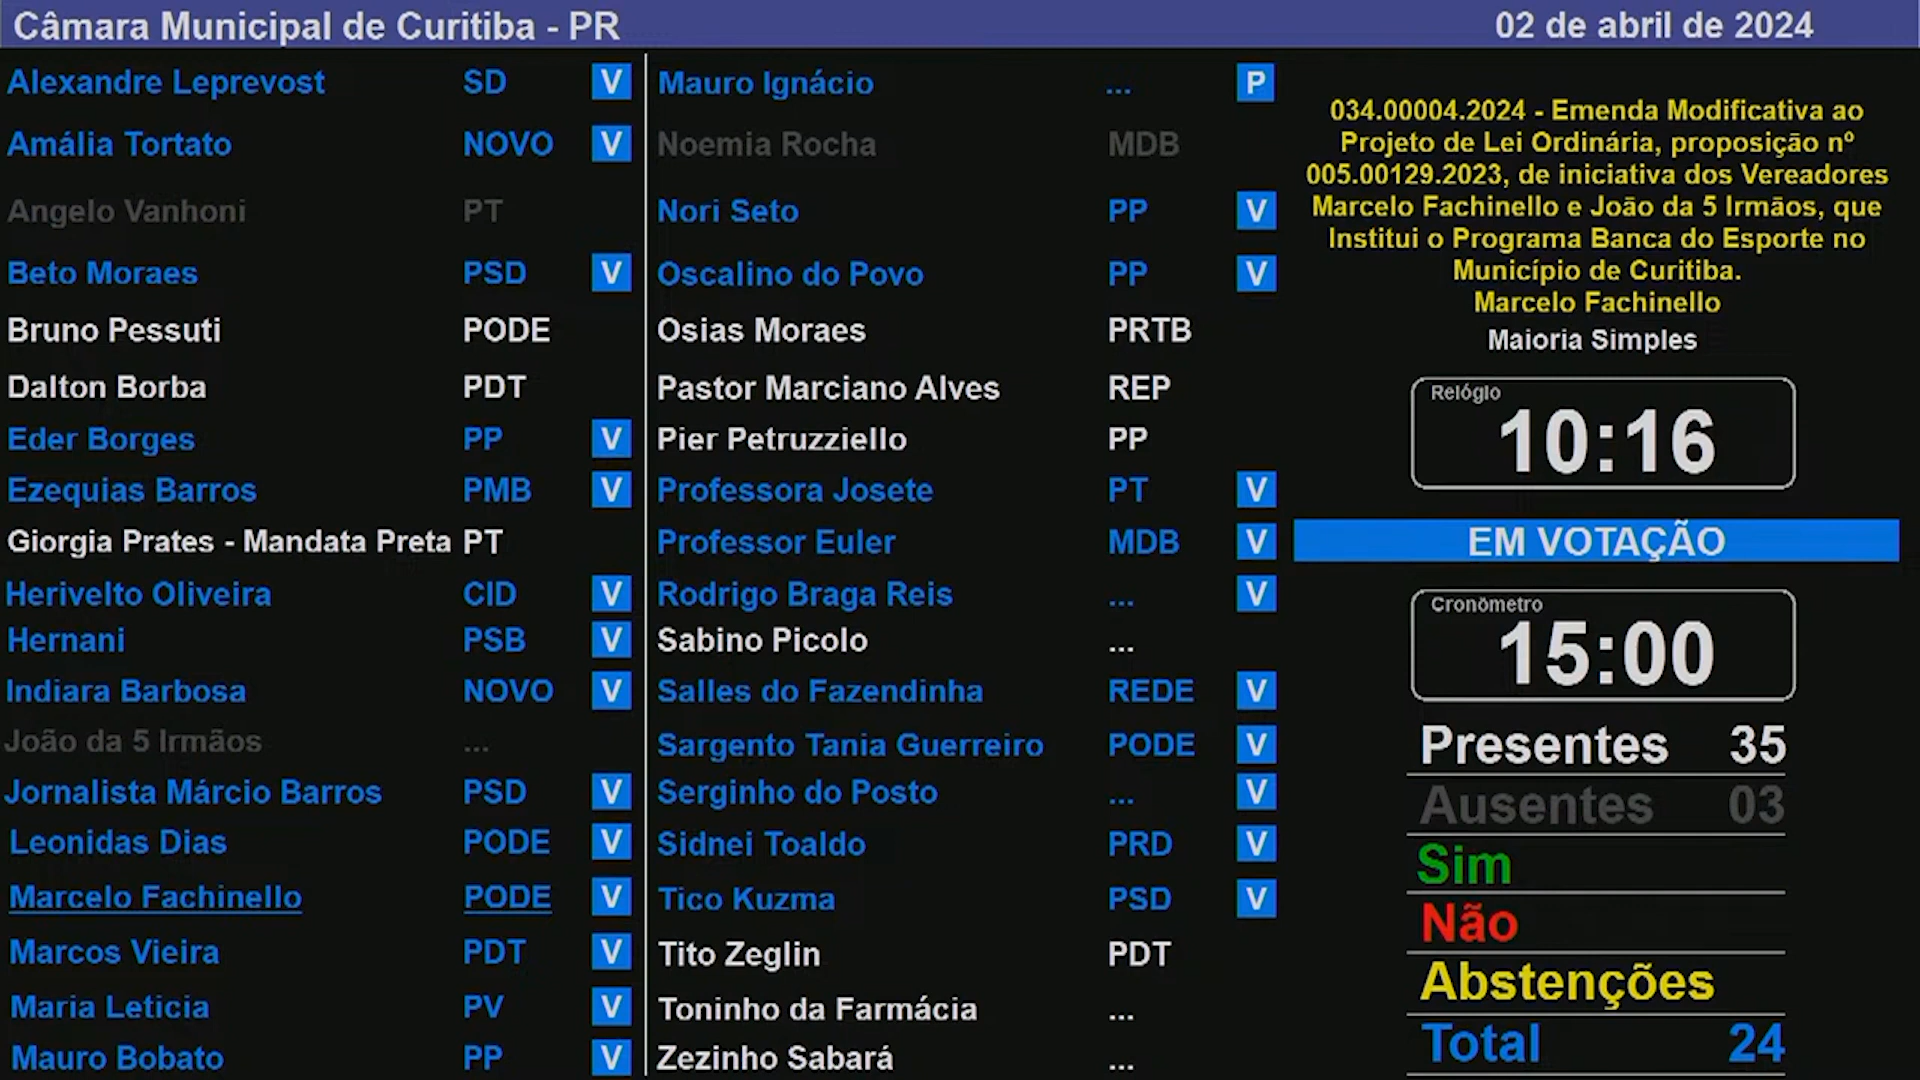 Câmara Municipal de Curitiba - PR 02 de abril de 2024
Alexandre Leprevost SD V
Amália Tortato NOVO V
Angelo Vanhoni PT
Beto Moraes PSD V
Bruno Pessuti PODE
Dalton Borba PDT
Eder Borges PP V
Ezequias Barros PMB V
Giorgia Prates - Mandata Preta PT
Herivelto Oliveira CID V
Hernani PSB V
Indiara Barbosa NOVO V
João da 5 Irmãos ...
Jornalista Márcio Barros PSD V
Leonidas Dias PODE V
Marcelo Fachinello PODE V
Marcos Vieira PDT V
Maria Leticia PV V
Mauro Bobato PP V
Mauro Ignácio ... P
Noemia Rocha MDB
Nori Seto PP V
Oscalino do Povo PP V
Osias Moraes PRTB
Pastor Marciano Alves REP
Pier Petruzziello PP
Professora Josete PT V
Professor Euler MDB V
Rodrigo Braga Reis ... V
Sabino Picolo ...
Salles do Fazendinha REDE V
Sargento Tania Guerreiro PODE V
Serginho do Posto ... V
Sidnei Toaldo PRD V
Tico Kuzma PSD V
Tito Zeglin PDT
Toninho da Farmácia ...
Zezinho Sabará ...
034.00004.2024 - Emenda Modificativa ao
Projeto de Lei Ordinária, proposição nº
005.00129.2023, de iniciativa dos Vereadores
Marcelo Fachinello e João da 5 Irmãos, que
Institui o Programa Banca do Esporte no
Município de Curitiba.
Marcelo Fachinello
Maioria Simples
Relógio
10:16
EM VOTAÇÃO
Cronômetro
15:00
Presentes 35
Ausentes 03
Sim
Não
Abstenções
Total 24